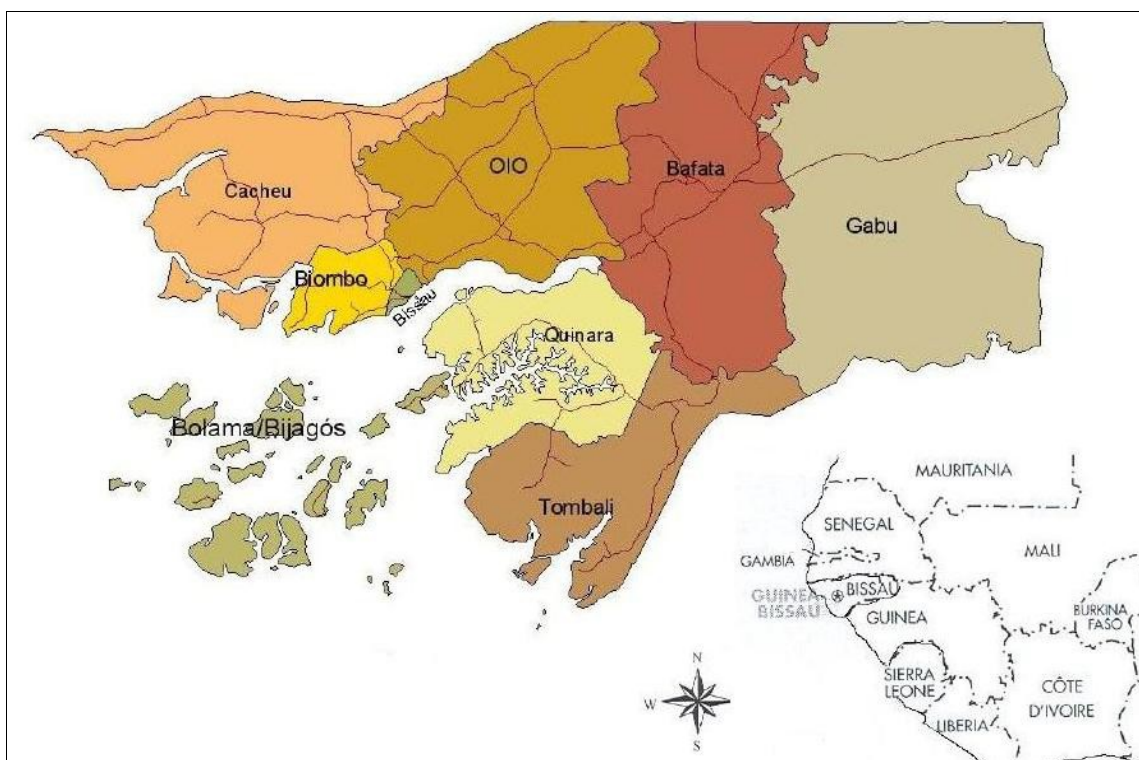 OIO
Bafata
Cacheu
Gabu
Biombo
Bissau
Quinara
Bolama/Bijagós
Tombali
MAURITANIA
SENEGAL
MALI
GAMBIA
BISSAU
GUINEA
BISSAU
GUINEA
BURKINA
FASO
SIERRA
LEONE
CÔTE
D'IVOIRE
LIBERIA
N
W
S